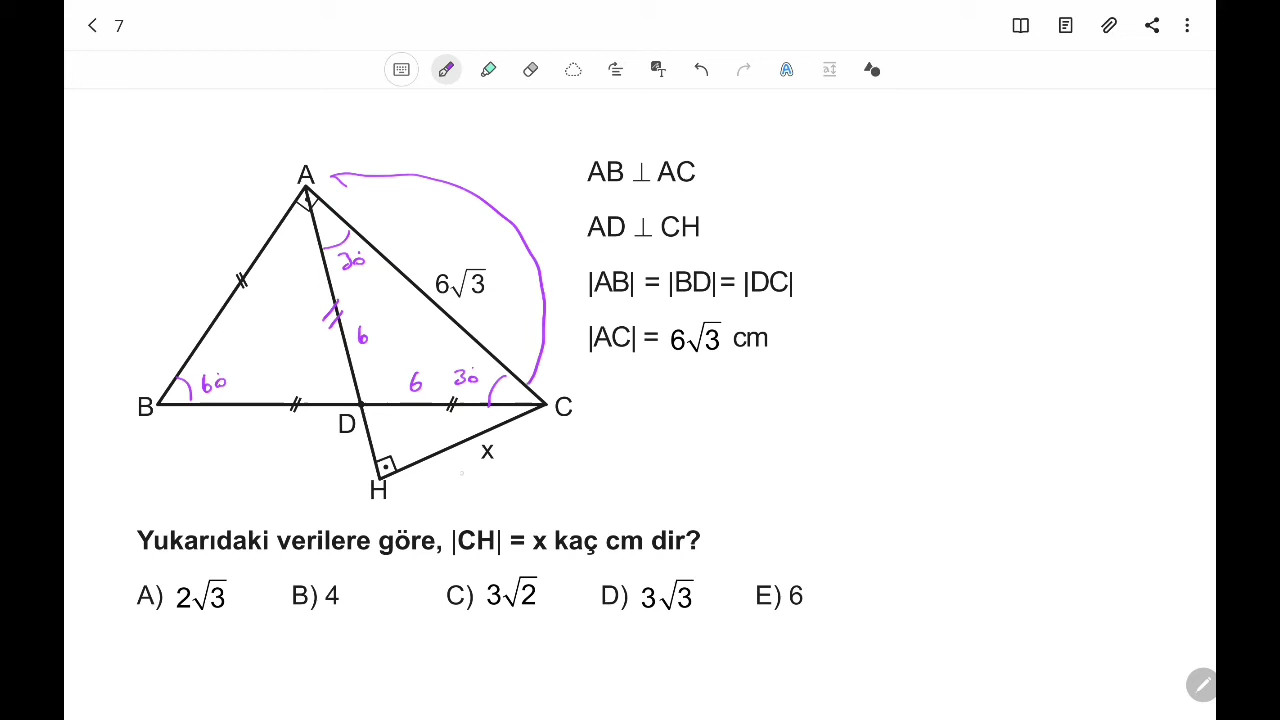 7
A
AB ⊥ AC
AD ⊥ CH
30
6√3
|AB| = |BD| = |DC|
6
|AC| = 6√3 cm
B
60
6
30
C
D
x
H
Yukarıdaki verilere göre, |CH| = x kaç cm dir?
A) 2√3 B) 4 C) 3√2 D) 3√3 E) 6